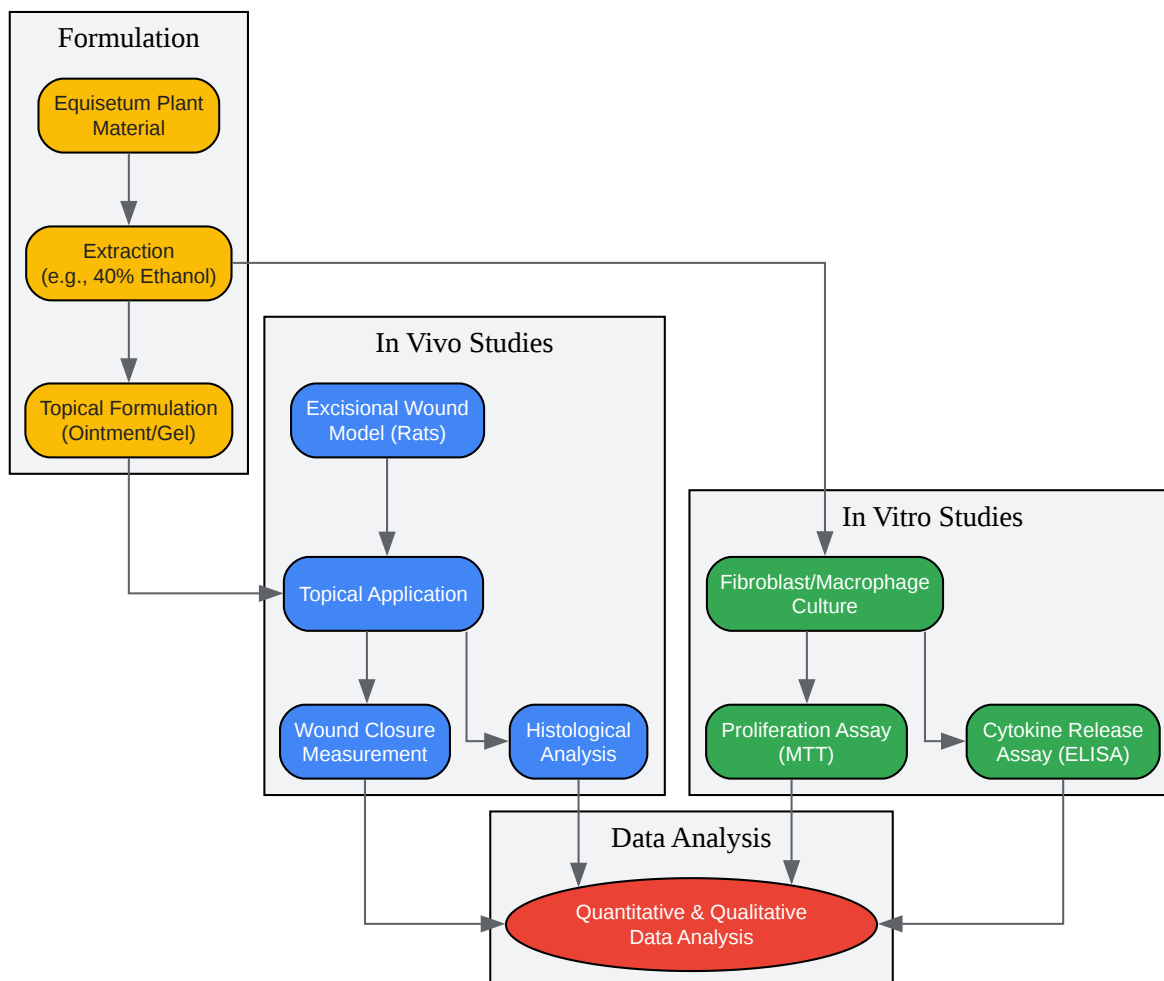 Formulation
Equisetum Plant
Material
Extraction
(e.g., 40% Ethanol)
Topical Formulation
(Ointment/Gel)
In Vivo Studies
Excisional Wound
Model (Rats)
Topical Application
Wound Closure
Measurement
Histological
Analysis
In Vitro Studies
Fibroblast/Macrophage
Culture
Proliferation Assay
(MTT)
Cytokine Release
Assay (ELISA)
Data Analysis
Quantitative & Qualitative
Data Analysis